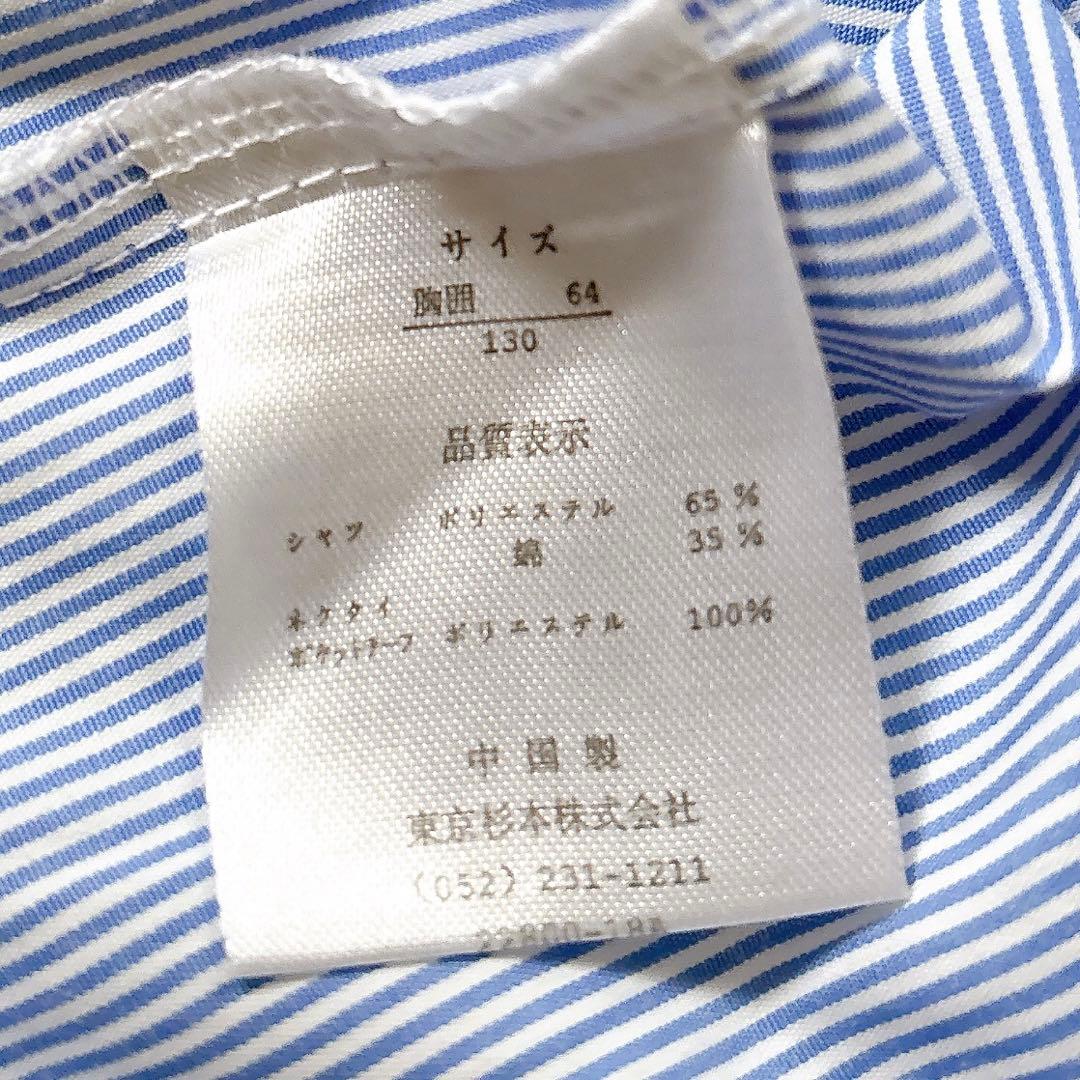 サイズ
胸囲 64
130
品質表示
シャツ ポリエステル 65%
綿 35%
ネクタイ
ポケットチーフ ポリエステル 100%
中国製
東京杉本株式会社
(052) 231-1211